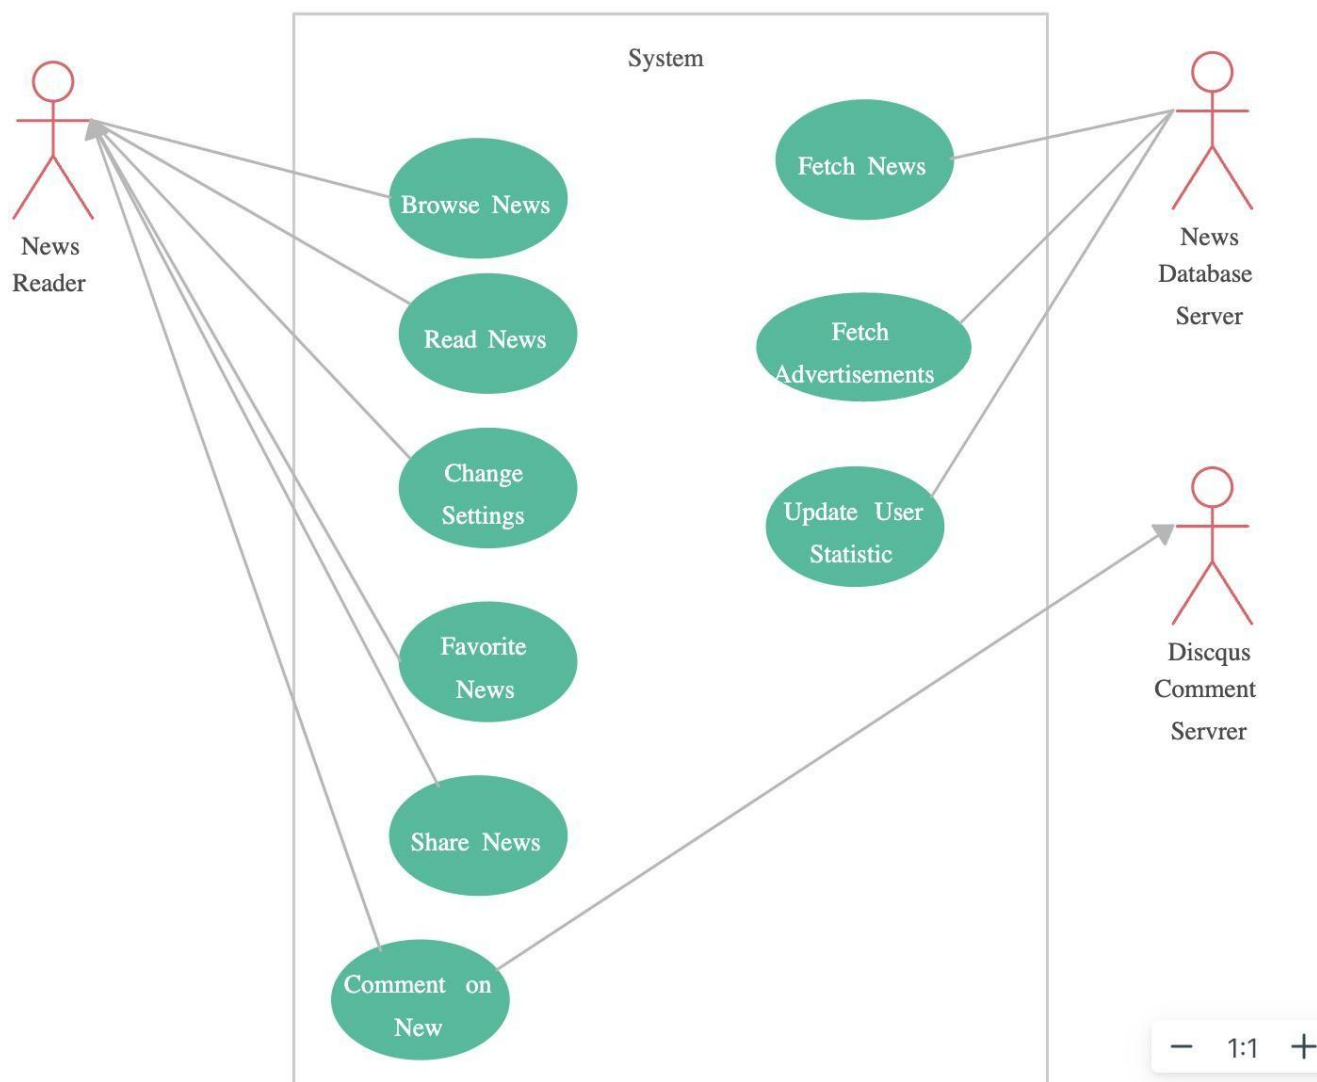 System
News
Reader
Browse News
Read News
Change
Settings
Favorite
News
Share News
Comment on
New
Fetch News
Fetch
Advertisements
Update User
Statistic
News
Database
Server
Discqus
Comment
Servrer
1:1